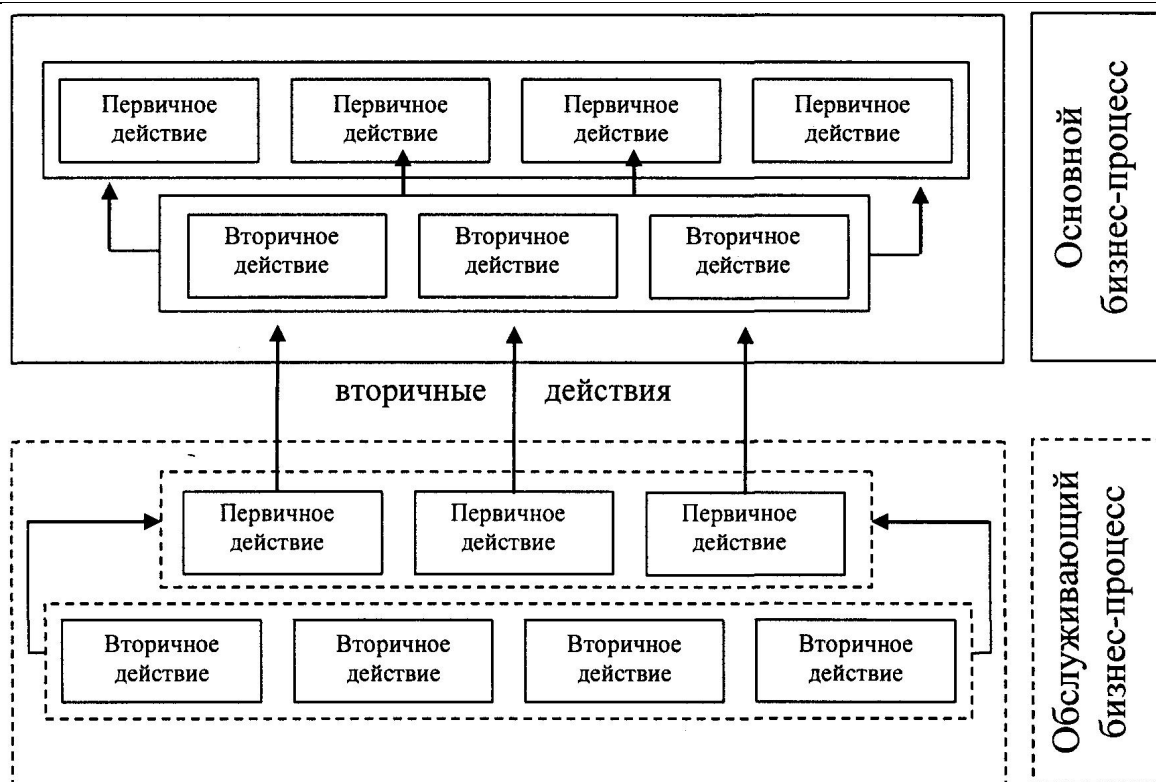 Первичное
действие
Первичное
действие
Первичное
действие
Первичное
действие
Вторичное
действие
Вторичное
действие
Вторичное
действие
Основной
бизнес-процесс
вторичные действия
Первичное
действие
Первичное
действие
Первичное
действие
Вторичное
действие
Вторичное
действие
Вторичное
действие
Вторичное
действие
Обслуживающий
бизнес-процесс